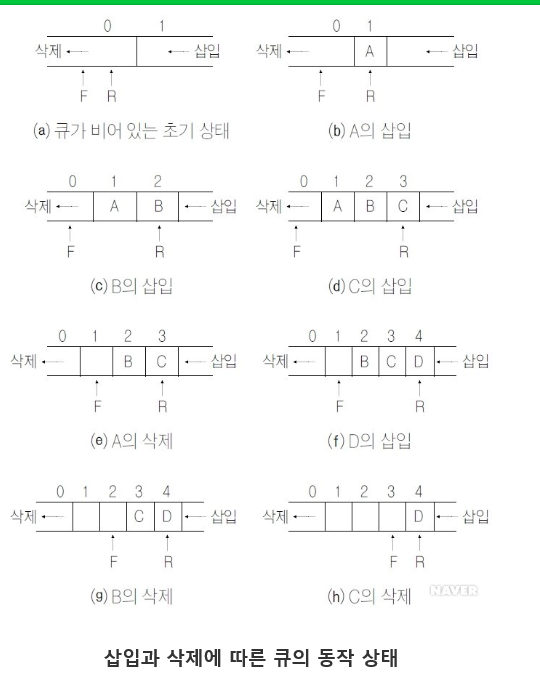 0 1
삭제 삽입
F R
(a) 큐가 비어 있는 초기 상태
0 1
삭제 A 삽입
F R
(b) A의 삽입
0 1 2
삭제 A B 삽입
F R
(c) B의 삽입
0 1 2 3
삭제 A B C 삽입
F R
(d) C의 삽입
0 1 2 3
삭제 B C 삽입
F R
(e) A의 삭제
0 1 2 3 4
삭제 B C D 삽입
F R
(f) D의 삽입
0 1 2 3 4
삭제 C D 삽입
F R
(g) B의 삭제
0 1 2 3 4
삭제 D 삽입
F R
(h) C의 삭제
NAVER
삽입과 삭제에 따른 큐의 동작 상태